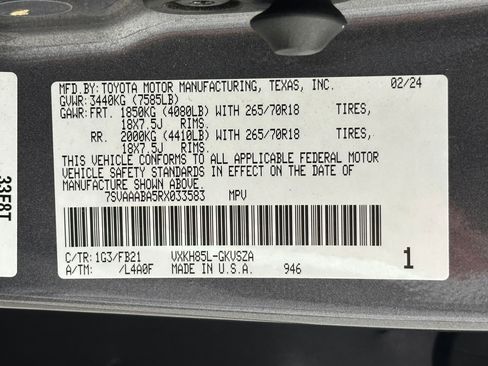 MFD.BY: TOYOTA MOTOR MANUFACTURING, TEXAS, INC. 02/24
GVWR: 3440KG (7585LB)
GAWR: FRT. 1850KG (4080LB) WITH 265/70R18 TIRES,
18X7.5J RIMS.
RR. 2000KG (4410LB) WITH 265/70R18 TIRES,
18X7.5J RIMS.
THIS VEHICLE CONFORMS TO ALL APPLICABLE FEDERAL MOTOR
VEHICLE SAFETY STANDARDS IN EFFECT ON THE DATE OF
MANUFACTURE SHOWN ABOVE.
7SVAAABA5RX033583 MPV
C/TR: 1G3/FB21 VXKH85L-GKVSZA
A/TM: /L4A0F MADE IN U.S.A. 946 1
33F8T